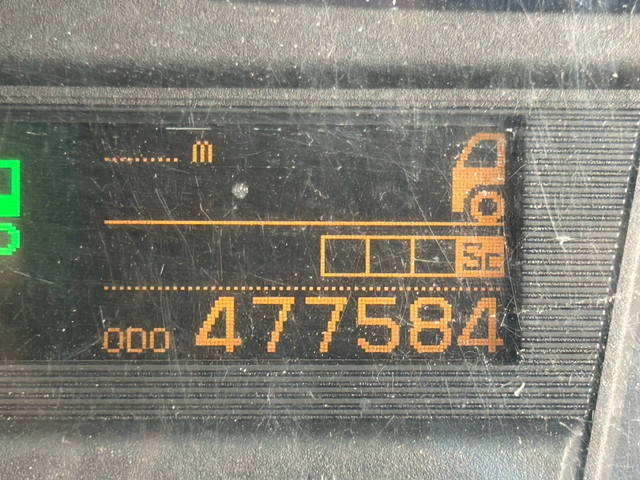 ...... m
Sc
ODO 477584